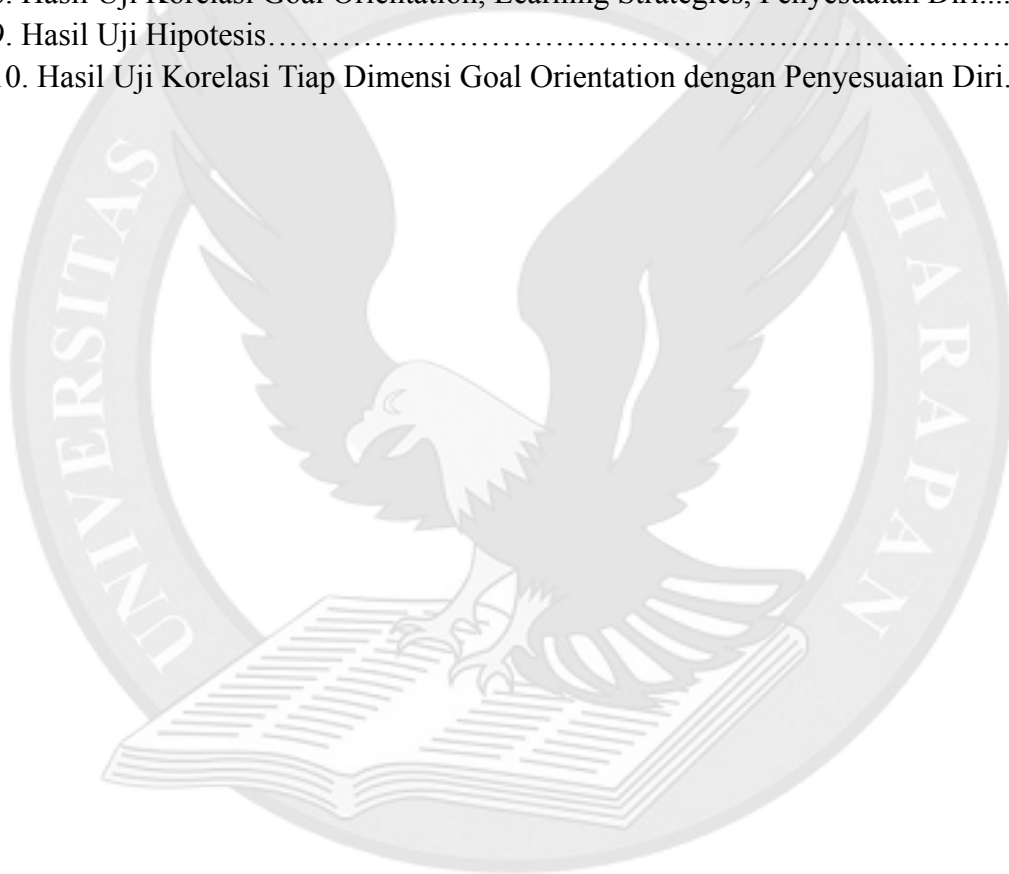 . Hasil Uji Korelasi Goal Orientation, Learning Strategies, Penyesuaian Diri....
9. Hasil Uji Hipotesis……………………………………………………………….
10. Hasil Uji Korelasi Tiap Dimensi Goal Orientation dengan Penyesuaian Diri.
UNIVERSITAS
HARAPAN